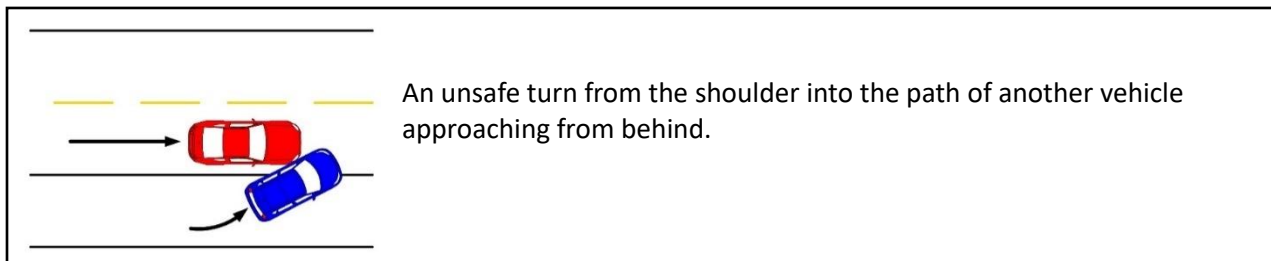 An unsafe turn from the shoulder into the path of another vehicle
approaching from behind.